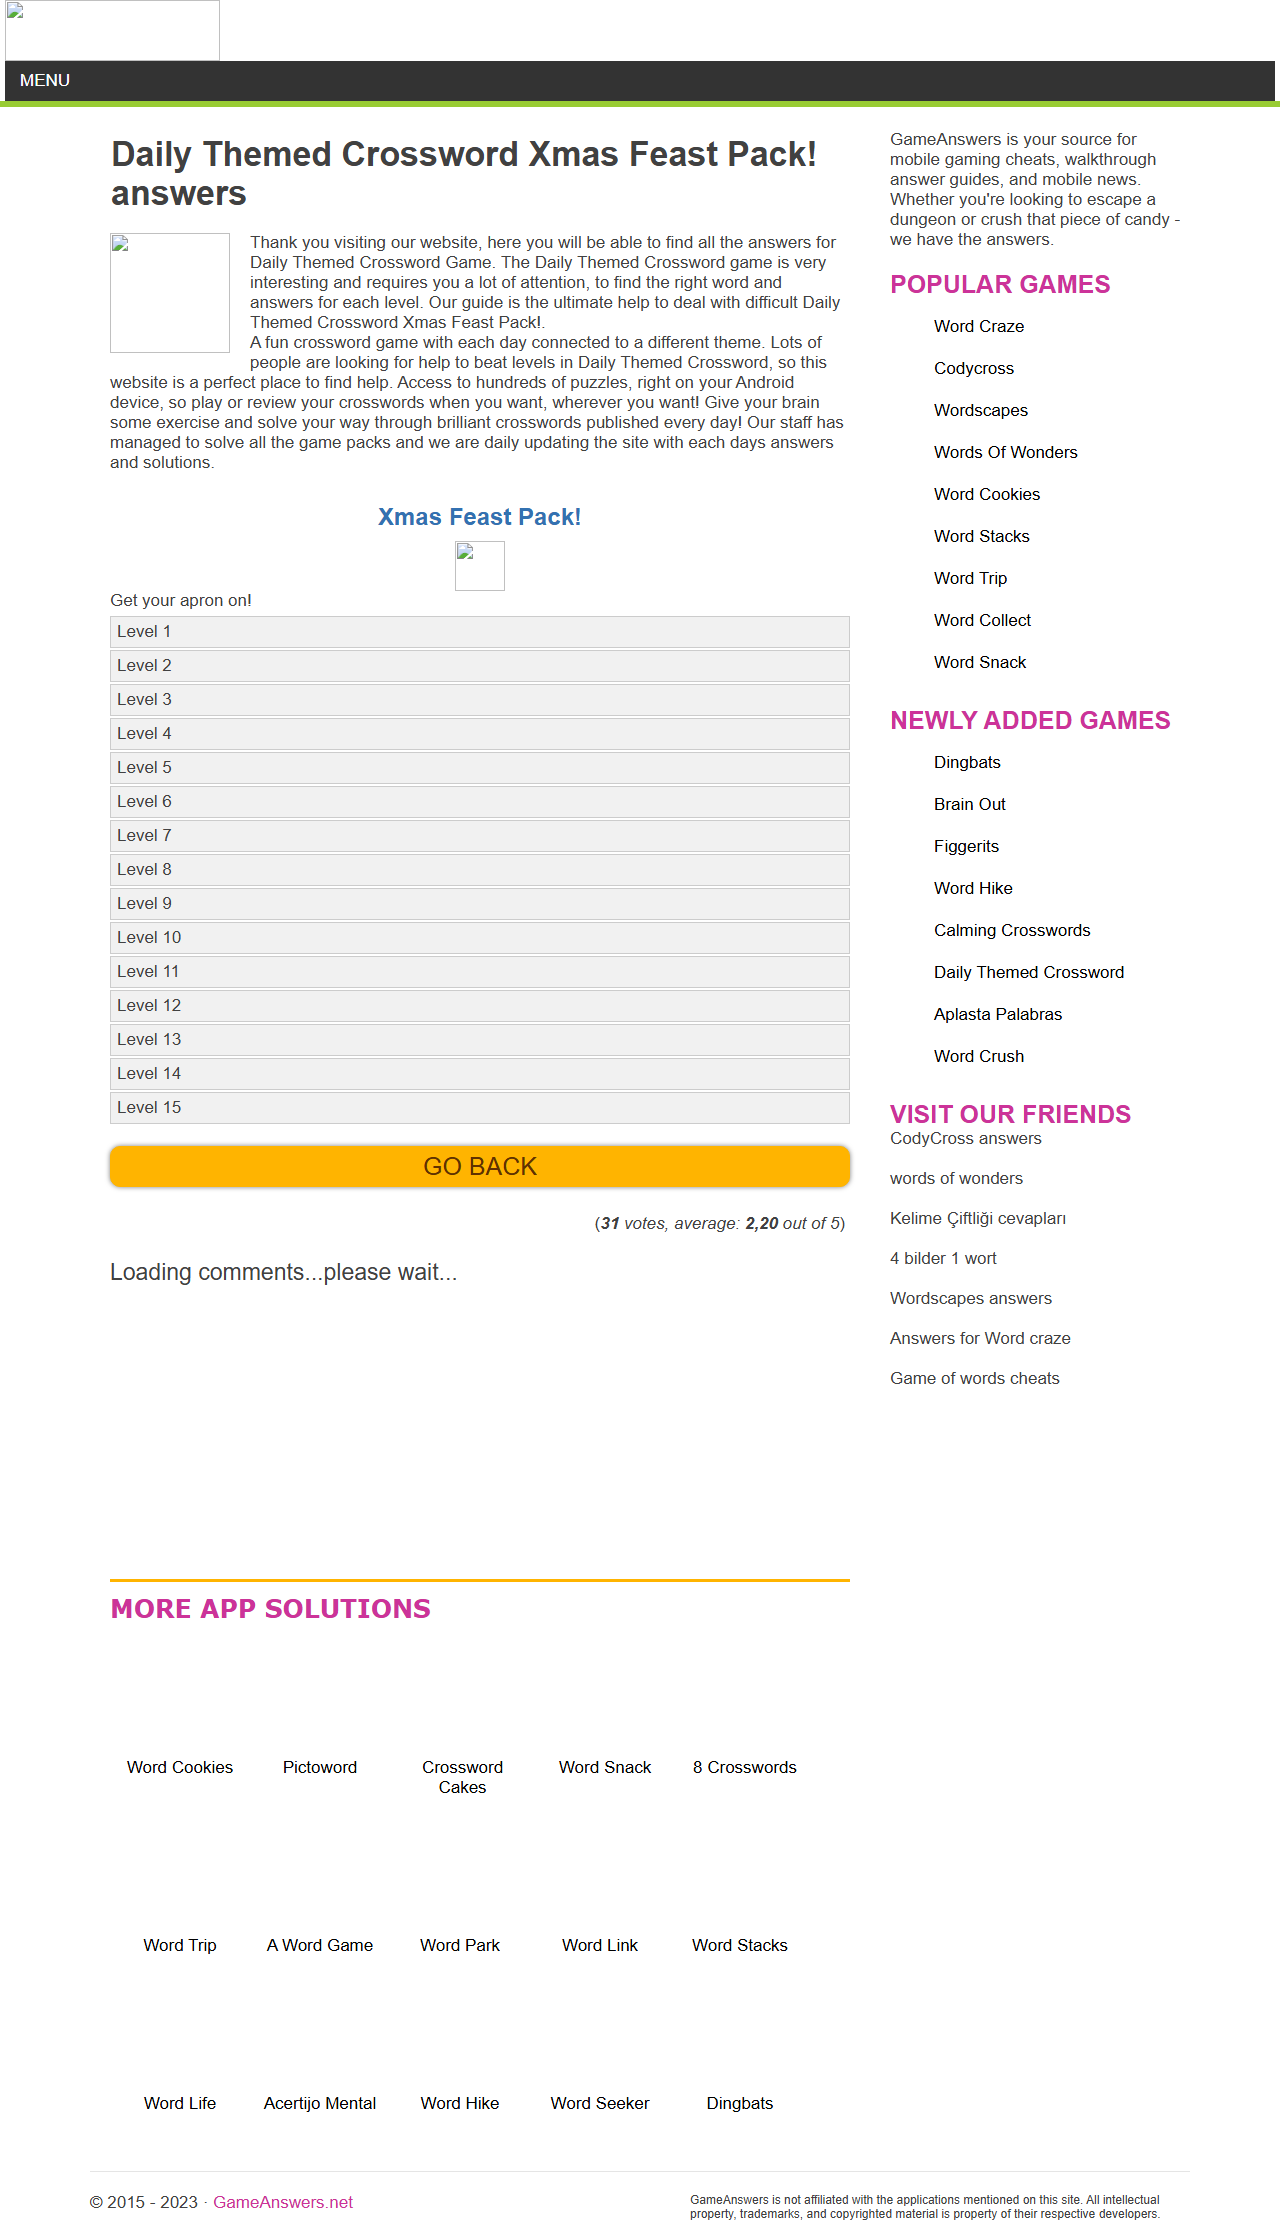 MENU
Daily Themed Crossword Xmas Feast Pack!
answers
Thank you visiting our website, here you will be able to find all the answers for
Daily Themed Crossword Game. The Daily Themed Crossword game is very
interesting and requires you a lot of attention, to find the right word and
answers for each level. Our guide is the ultimate help to deal with difficult Daily
Themed Crossword Xmas Feast Pack!.
A fun crossword game with each day connected to a different theme. Lots of
people are looking for help to beat levels in Daily Themed Crossword, so this
website is a perfect place to find help. Access to hundreds of puzzles, right on your Android
device, so play or review your crosswords when you want, wherever you want! Give your brain
some exercise and solve your way through brilliant crosswords published every day! Our staff has
managed to solve all the game packs and we are daily updating the site with each days answers
and solutions.
Xmas Feast Pack!
Get your apron on!
Level 1
Level 2
Level 3
Level 4
Level 5
Level 6
Level 7
Level 8
Level 9
Level 10
Level 11
Level 12
Level 13
Level 14
Level 15
GO BACK
(31 votes, average: 2,20 out of 5)
Loading comments...please wait...
MORE APP SOLUTIONS
Word Cookies
Pictoword
Crossword
Cakes
Word Snack
8 Crosswords
Word Trip
A Word Game
Word Park
Word Link
Word Stacks
Word Life
Acertijo Mental
Word Hike
Word Seeker
Dingbats
GameAnswers is your source for
mobile gaming cheats, walkthrough
answer guides, and mobile news.
Whether you're looking to escape a
dungeon or crush that piece of candy -
we have the answers.
POPULAR GAMES
Word Craze
Codycross
Wordscapes
Words Of Wonders
Word Cookies
Word Stacks
Word Trip
Word Collect
Word Snack
NEWLY ADDED GAMES
Dingbats
Brain Out
Figgerits
Word Hike
Calming Crosswords
Daily Themed Crossword
Aplasta Palabras
Word Crush
VISIT OUR FRIENDS
CodyCross answers
words of wonders
Kelime Çiftliği cevapları
4 bilder 1 wort
Wordscapes answers
Answers for Word craze
Game of words cheats
© 2015 - 2023 · GameAnswers.net
GameAnswers is not affiliated with the applications mentioned on this site. All intellectual
property, trademarks, and copyrighted material is property of their respective developers.